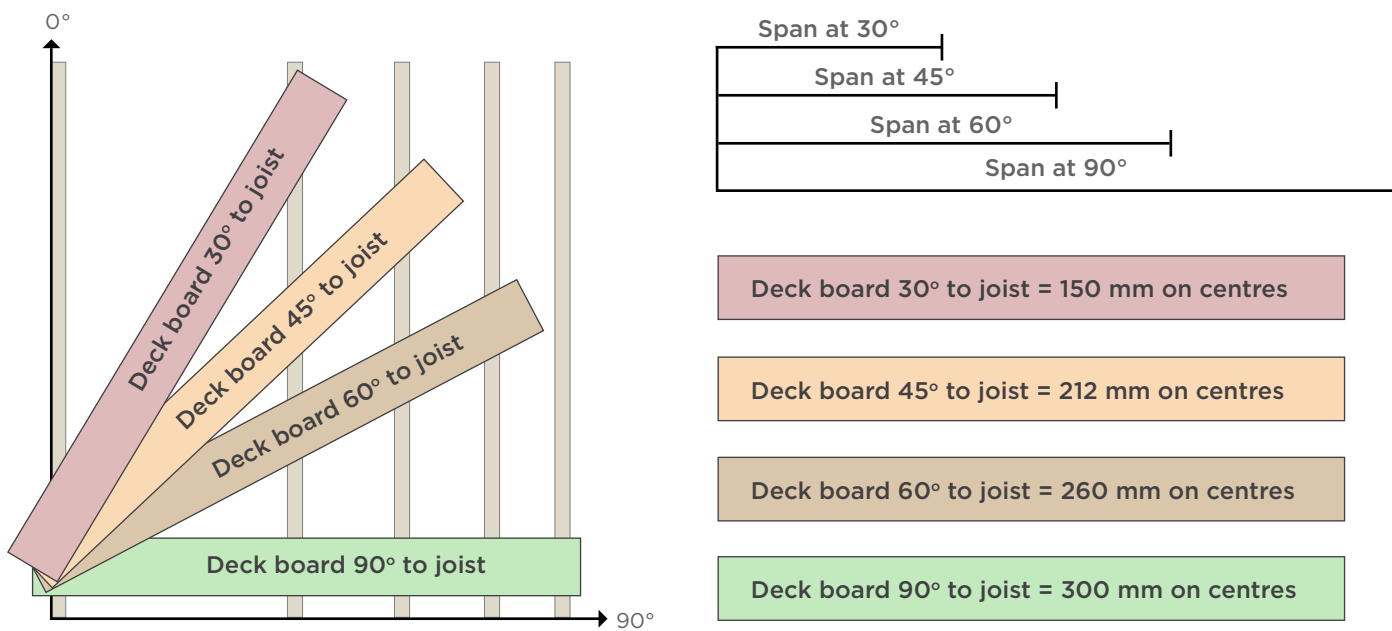 0°
Deck board 30° to joist
Deck board 45° to joist
Deck board 60° to joist
Deck board 90° to joist
90°
Span at 30°
Span at 45°
Span at 60°
Span at 90°
Deck board 30° to joist = 150 mm on centres
Deck board 45° to joist = 212 mm on centres
Deck board 60° to joist = 260 mm on centres
Deck board 90° to joist = 300 mm on centres